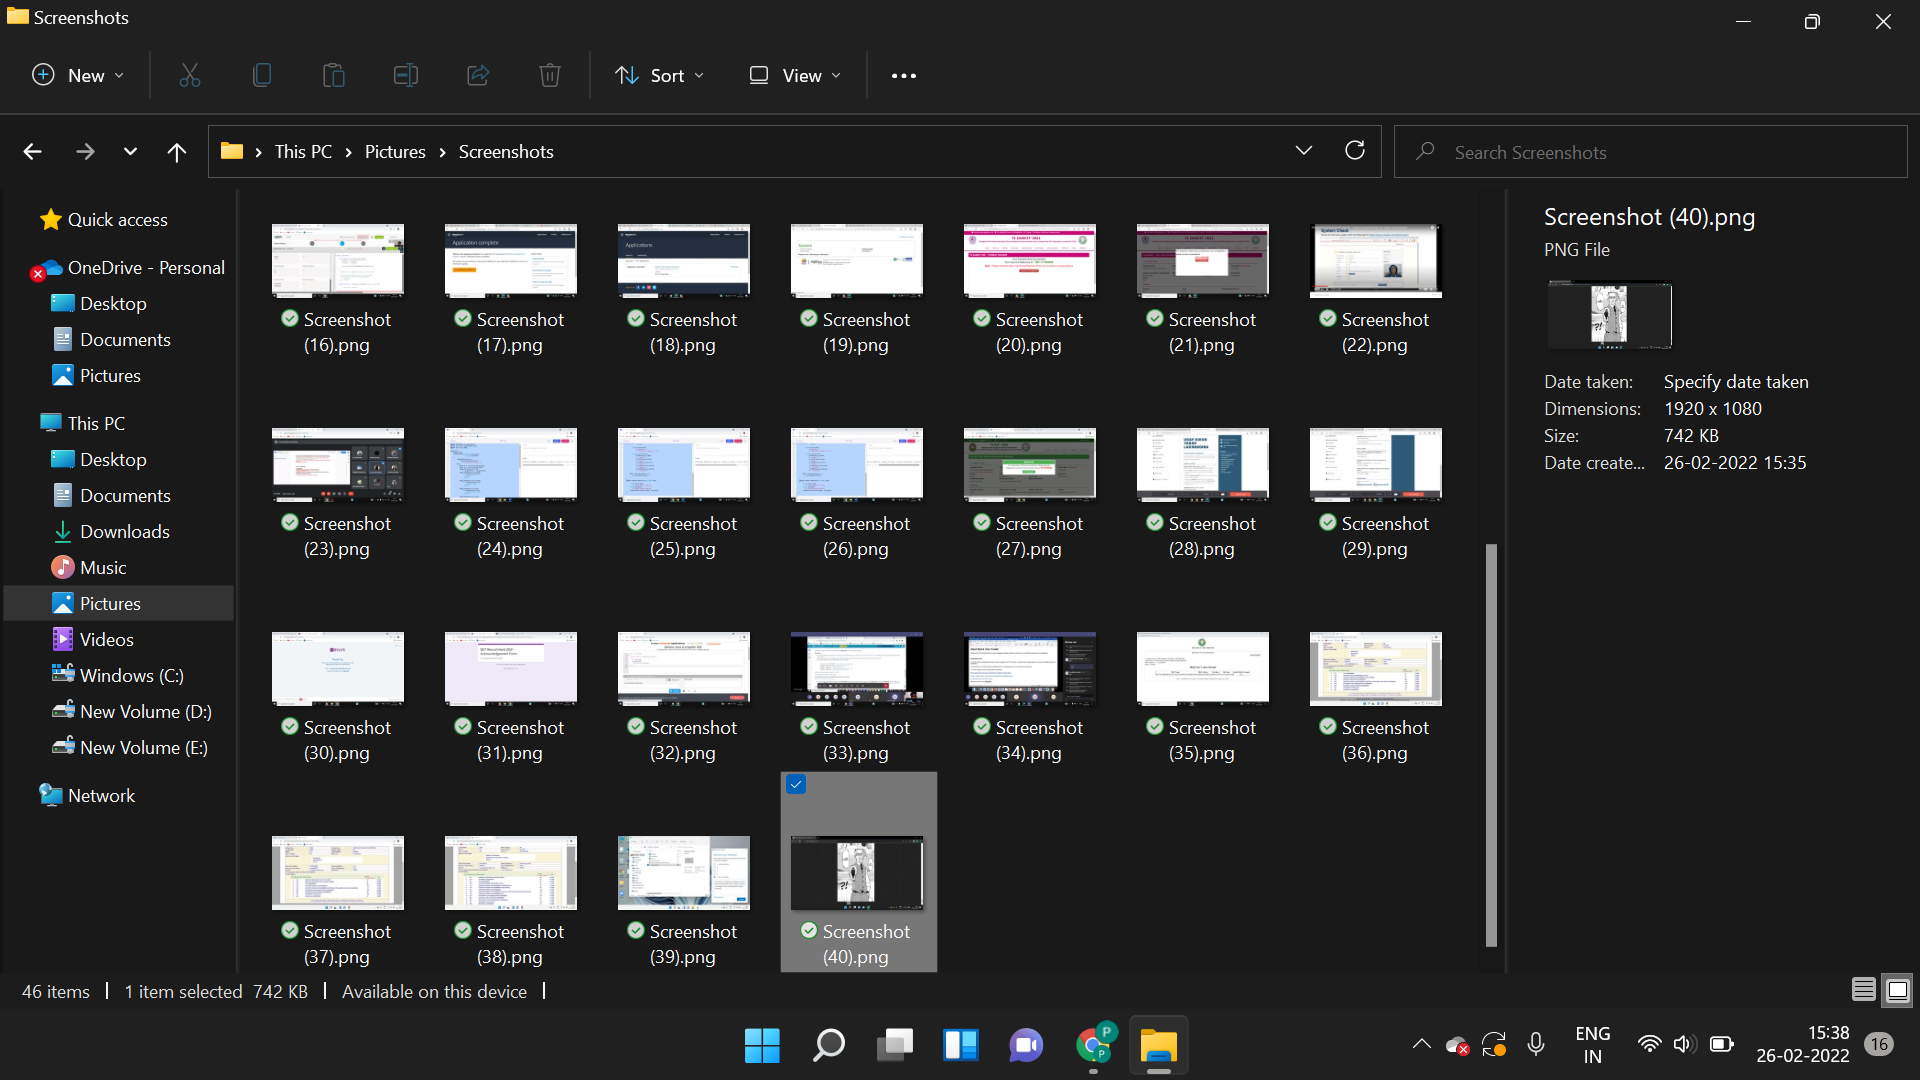 Screenshots
New
Sort
View
This PC
Pictures
Screenshots
Search Screenshots
Quick access
OneDrive - Personal
Desktop
Documents
Pictures
This PC
Desktop
Documents
Downloads
Music
Pictures
Videos
Windows (C:)
New Volume (D:)
New Volume (E:)
Network
Screenshot
(16).png
Screenshot
(17).png
Screenshot
(18).png
Screenshot
(19).png
Screenshot
(20).png
Screenshot
(21).png
Screenshot
(22).png
Screenshot
(23).png
Screenshot
(24).png
Screenshot
(25).png
Screenshot
(26).png
Screenshot
(27).png
Screenshot
(28).png
Screenshot
(29).png
Screenshot
(30).png
Screenshot
(31).png
Screenshot
(32).png
Screenshot
(33).png
Screenshot
(34).png
Screenshot
(35).png
Screenshot
(36).png
Screenshot
(37).png
Screenshot
(38).png
Screenshot
(39).png
Screenshot
(40).png
Screenshot (40).png
PNG File
Date taken: Specify date taken
Dimensions: 1920 x 1080
Size: 742 KB
Date create... 26-02-2022 15:35
46 items
1 item selected 742 KB
Available on this device
ENG
IN
15:38
26-02-2022
16